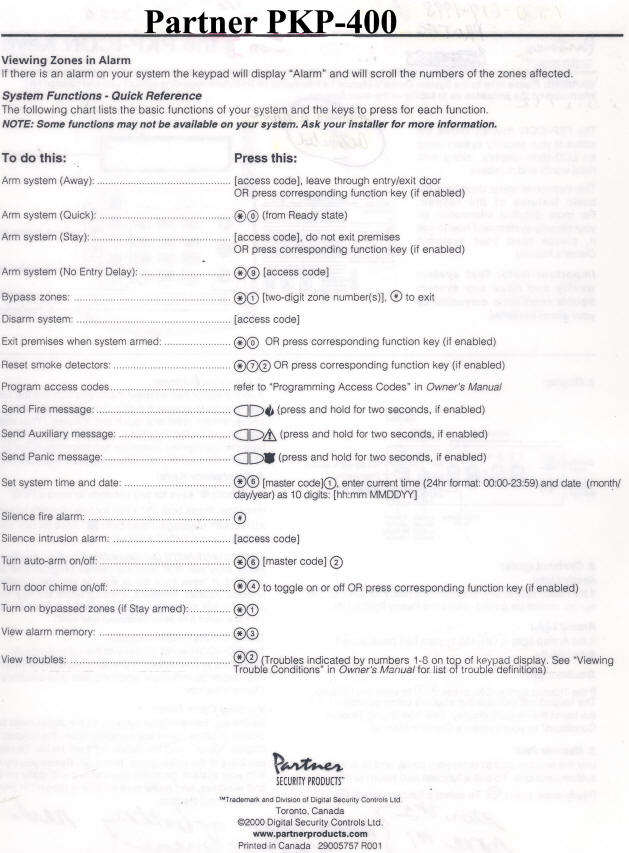 Partner PKP-400
Viewing Zones in Alarm
If there is an alarm on your system the keypad will display "Alarm" and will scroll the numbers of the zones affected.
System Functions - Quick Reference
The following chart lists the basic functions of your system and the keys to press for each function.
NOTE: Some functions may not be available on your system. Ask your installer for more information.
To do this: Press this:
Arm system (Away): [access code], leave through entry/exit door
OR press corresponding function key (if enabled)
Arm system (Quick): * 0 (from Ready state)
Arm system (Stay): [access code], do not exit premises
OR press corresponding function key (if enabled)
Arm system (No Entry Delay): * 9 [access code]
Bypass zones: * 1 [two-digit zone number(s)], # to exit
Disarm system: [access code]
Exit premises when system armed: * 0 OR press corresponding function key (if enabled)
Reset smoke detectors: * 7 2 OR press corresponding function key (if enabled)
Program access codes refer to "Programming Access Codes" in Owner's Manual
Send Fire message: (press and hold for two seconds, if enabled)
Send Auxiliary message: (press and hold for two seconds, if enabled)
Send Panic message: (press and hold for two seconds, if enabled)
Set system time and date: * 6 [master code] 1, enter current time (24hr format: 00:00-23:59) and date (month/
day/year) as 10 digits: [hh:mm MMDDYY]
Silence fire alarm: #
Silence intrusion alarm: [access code]
Turn auto-arm on/off: * 6 [master code] 2
Turn door chime on/off: * 4 to toggle on or off OR press corresponding function key (if enabled)
Turn on bypassed zones (if Stay armed): * 1
View alarm memory: * 3
View troubles: * 2 (Troubles indicated by numbers 1-8 on top of keypad display. See "Viewing
Trouble Conditions" in Owner's Manual for list of trouble definitions)
Partner
SECURITY PRODUCTS™
™Trademark and Division of Digital Security Controls Ltd.
Toronto, Canada
©2000 Digital Security Controls Ltd.
www.partnerproducts.com
Printed in Canada 29005757 R001